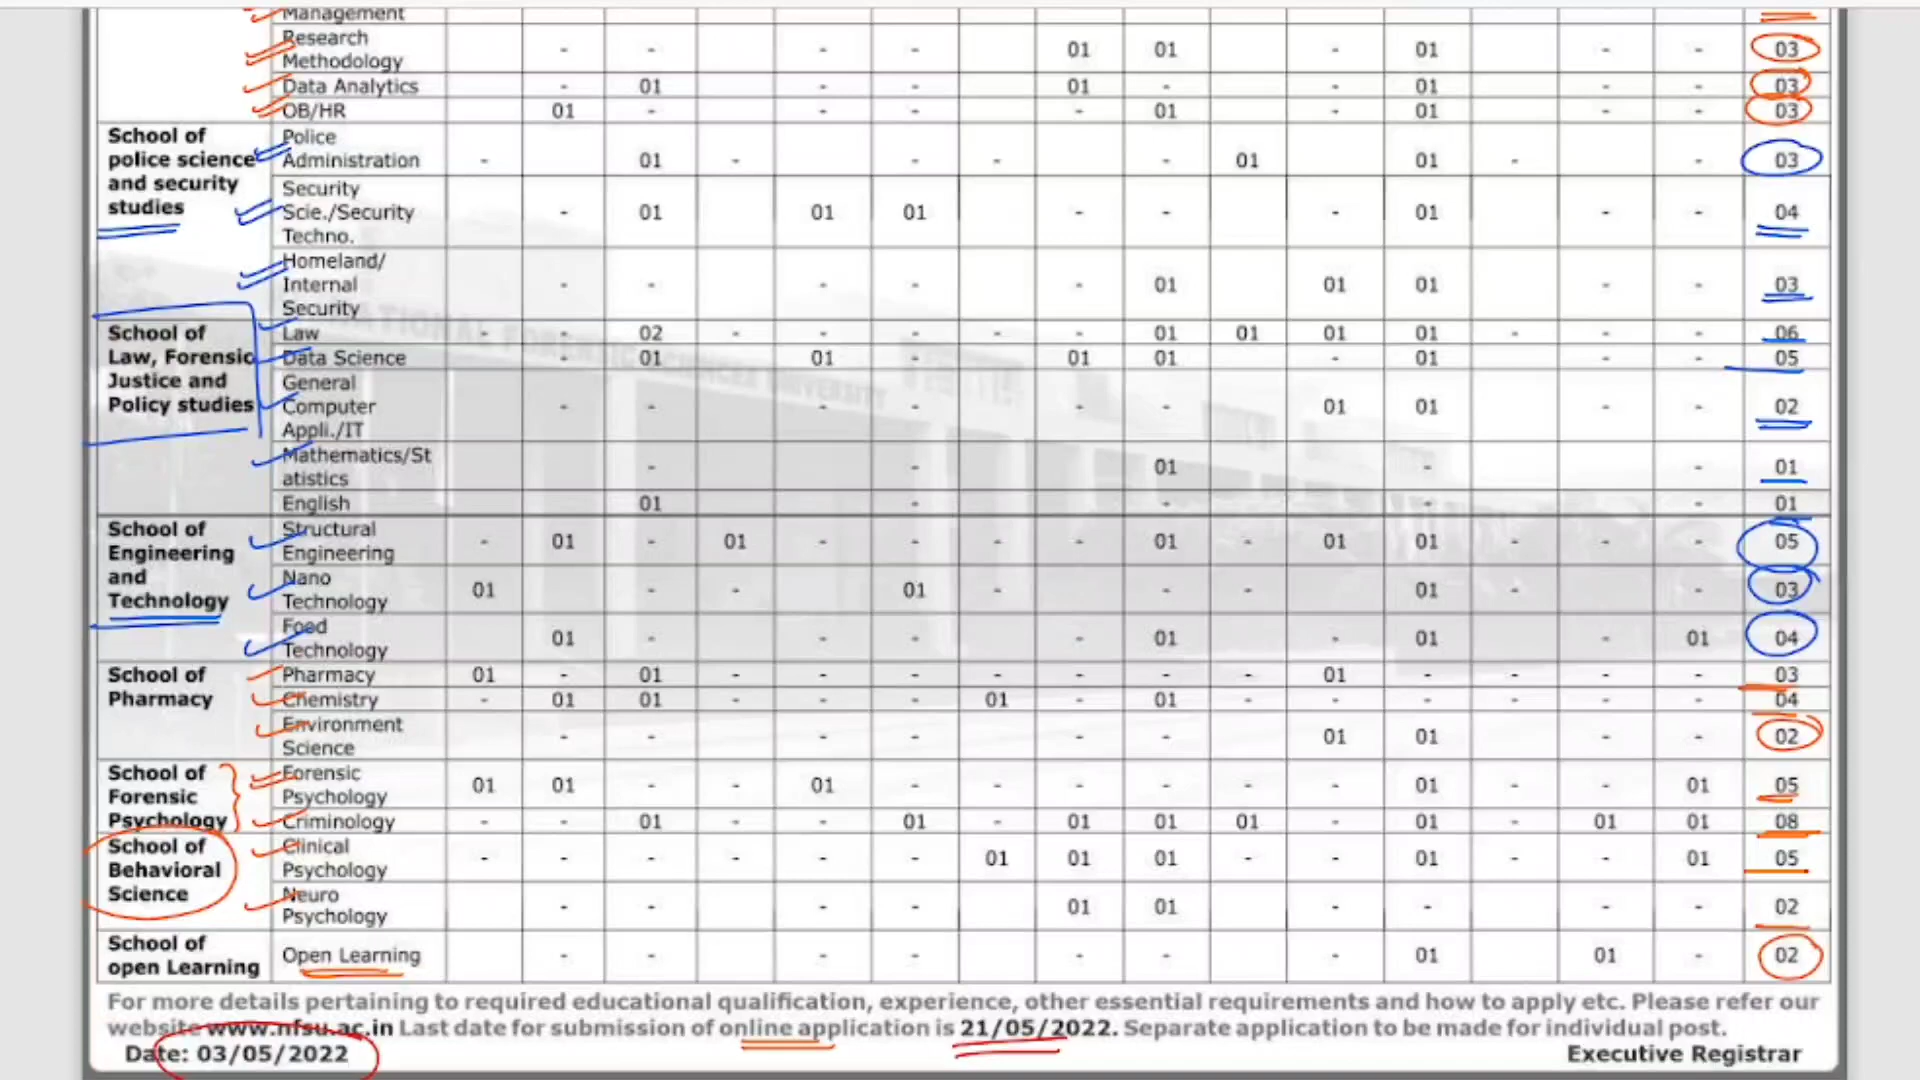 Management
Research Methodology - - - - 01 01 - 01 - - 03
Data Analytics 01 - - 01 - 01 - - 03
OB/HR 01 - - - - 01 - 01 - - 03
School of police science and security studies
Police Administration - 01 - - - - 01 01 - - 03
Security Scie./Security Techno. - 01 01 01 - - - 01 - - 04
Homeland/ Internal Security - - - - - 01 01 01 - - 03
School of Law, Forensic Justice and Policy studies
Law - - 02 - - - - - 01 01 01 01 - - - 06
Data Science - 01 01 - 01 01 - 01 - - 05
General Computer Appli./IT - - - - - - 01 01 - - 02
Mathematics/St atistics - - 01 - - 01
English 01 - - - - 01
School of Engineering and Technology
Structural Engineering - 01 - 01 - - - - 01 - 01 01 - - - 05
Nano Technology 01 - - 01 - - - - 01 - - 03
Food Technology 01 - - - - 01 - 01 - 01 04
School of Pharmacy
Pharmacy 01 - 01 - - - - - - - 01 - - - - 03
Chemistry - 01 01 - - - 01 - 01 - - - - - - 04
Environment Science - - - - - - 01 01 - - 02
School of Forensic Psychology
Forensic Psychology 01 01 - - 01 - - - - - - 01 - - 01 05
Criminology - - 01 - - 01 - 01 01 01 - 01 - 01 01 08
School of Behavioral Science
Clinical Psychology - - - - - - 01 01 01 - - 01 - - 01 05
Neuro Psychology - - - - 01 01 - - - - 02
School of open Learning
Open Learning - - - - - - - 01 01 - 02
For more details pertaining to required educational qualification, experience, other essential requirements and how to apply etc. Please refer our
website www.nfsu.ac.in Last date for submission of online application is 21/05/2022. Separate application to be made for individual post.
Date: 03/05/2022 Executive Registrar
NATIONAL FORENSIC SCIENCES UNIVERSITY